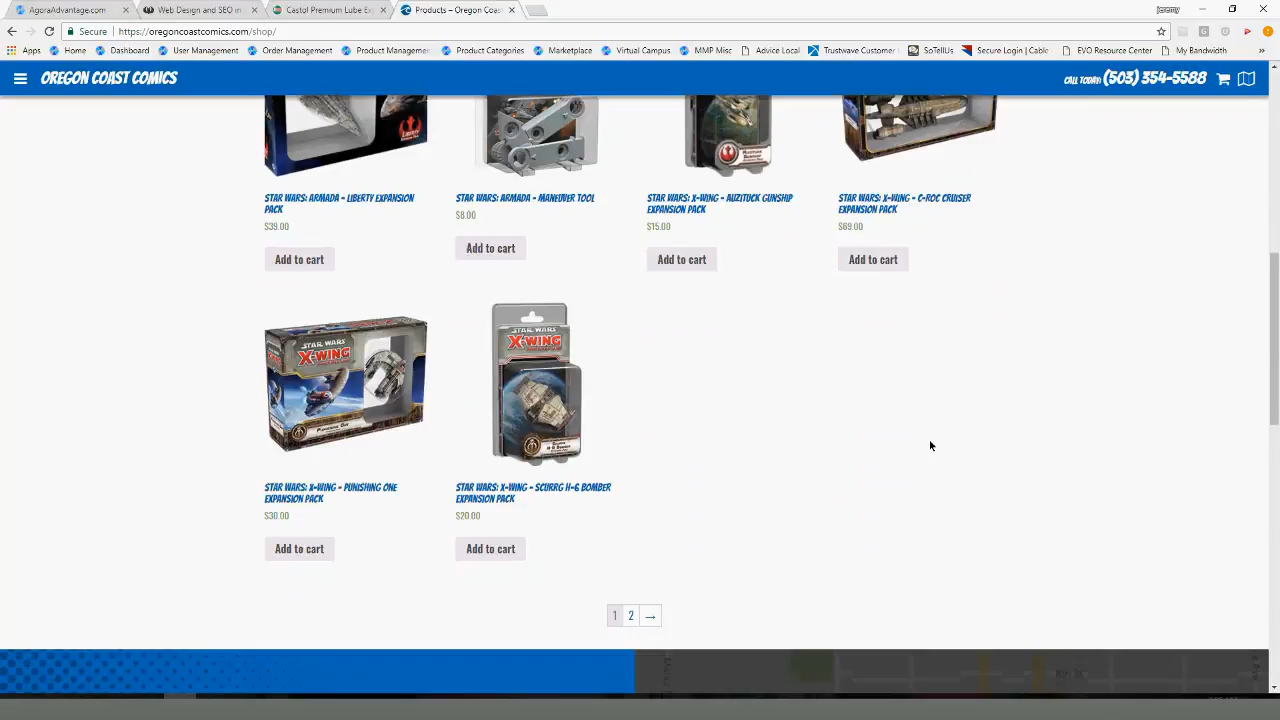 AgoraAdvantage.com
Web Design and SEO in
Castol Premium Lube Ex
Products – Oregon Coas
Jeremy
Secure | https://oregoncoastcomics.com/shop/
Apps Home Dashboard User Management Order Management Product Managemen Product Categories Marketplace Virtual Campus MMP Misc Advice Local Trustwave Customer SoTellUs Secure Login | Cable EVO Resource Center My Bandwidth »
OREGON COAST COMICS
CALL TODAY: (503) 354-5588
LIBERTY
STAR WARS: ARMADA – LIBERTY EXPANSION PACK
$39.00
Add to cart
STAR WARS: ARMADA – MANEUVER TOOL
$8.00
Add to cart
STAR WARS: X-WING – AUZITUCK GUNSHIP EXPANSION PACK
$15.00
Add to cart
STAR WARS: X-WING – C-ROC CRUISER EXPANSION PACK
$69.00
Add to cart
STAR WARS
X-WING
PUNISHING ONE
STAR WARS
X-WING
SCURRG
H-6 BOMBER
STAR WARS: X-WING – PUNISHING ONE EXPANSION PACK
$30.00
Add to cart
STAR WARS: X-WING – SCURRG H-6 BOMBER EXPANSION PACK
$20.00
Add to cart
1 2 →